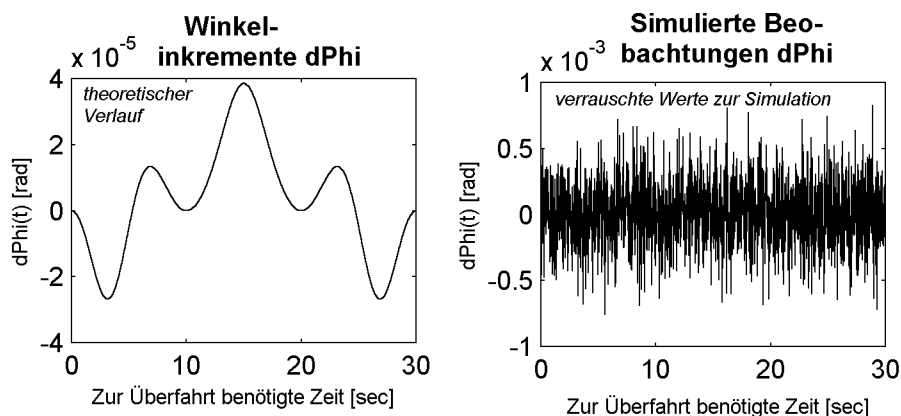 Winkel-
inkremente dPhi
x 10^-5
theoretischer
Verlauf
4
2
0
-2
-4
dPhi(t) [rad]
0 10 20 30
Zur Überfahrt benötigte Zeit [sec]
Simulierte Beo-
bachtungen dPhi
x 10^-3
verrauschte Werte zur Simulation
1
0.5
0
-0.5
-1
dPhi(t) [rad]
0 10 20 30
Zur Überfahrt benötigte Zeit [sec]